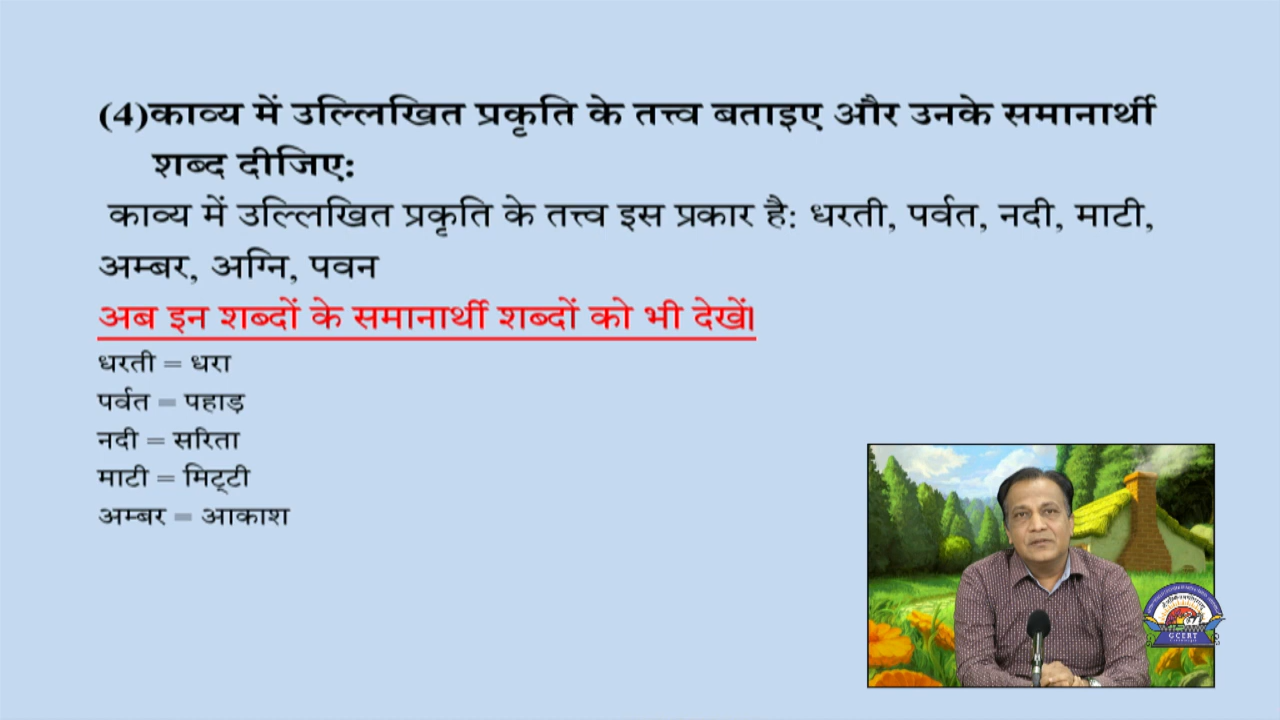 (4)काव्य में उल्लिखित प्रकृति के तत्त्व बताइए और उनके समानार्थी
शब्द दीजिए:
काव्य में उल्लिखित प्रकृति के तत्त्व इस प्रकार है: धरती, पर्वत, नदी, माटी,
अम्बर, अग्नि, पवन
अब इन शब्दों के समानार्थी शब्दों को भी देखें।
धरती = धरा
पर्वत = पहाड़
नदी = सरिता
माटी = मिट्टी
अम्बर = आकाश
GCERT